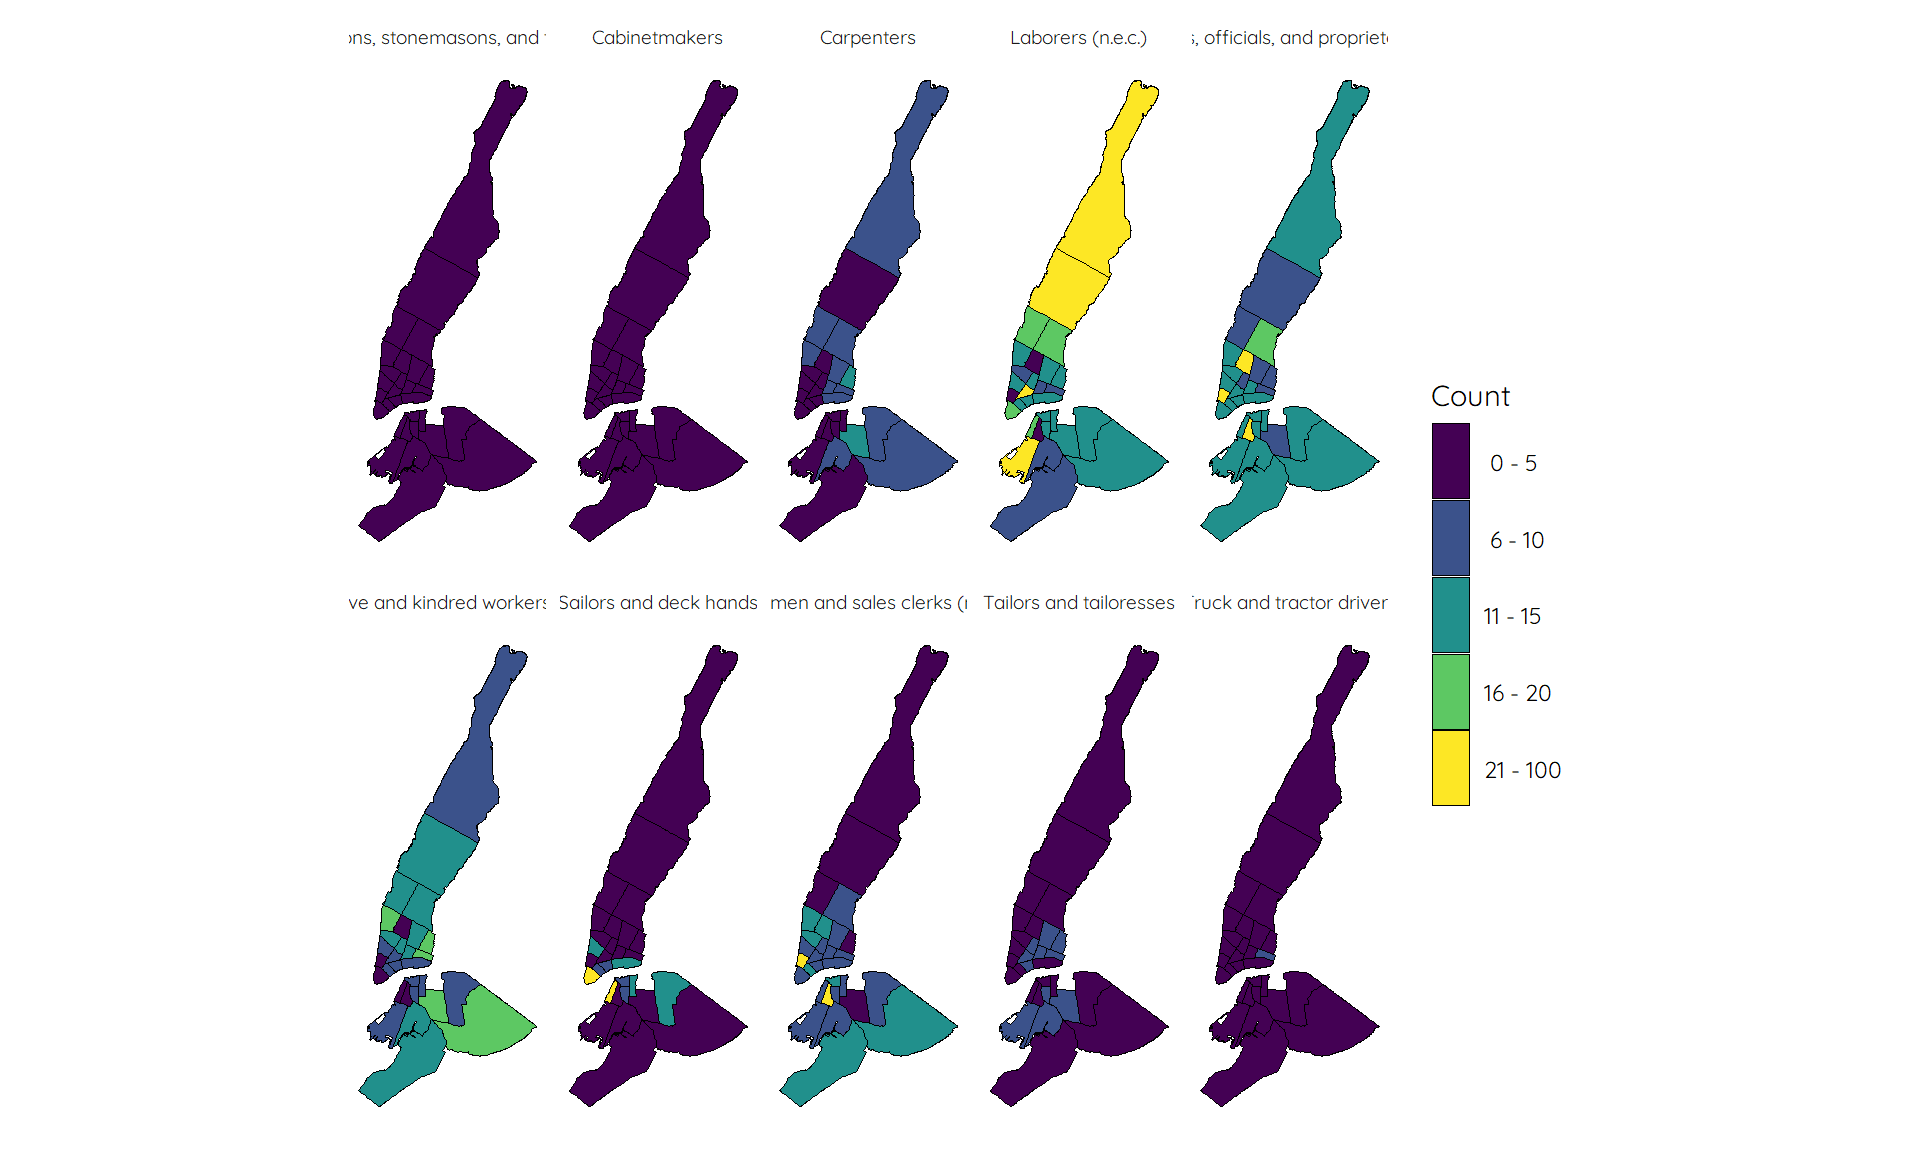 ons, stonemasons, and
Cabinetmakers
Carpenters
Laborers (n.e.c.)
s, officials, and propriet
Count
0 - 5
6 - 10
11 - 15
16 - 20
21 - 100
ve and kindred workers
Sailors and deck hands
men and sales clerks (
Tailors and tailoresses
ruck and tractor driver